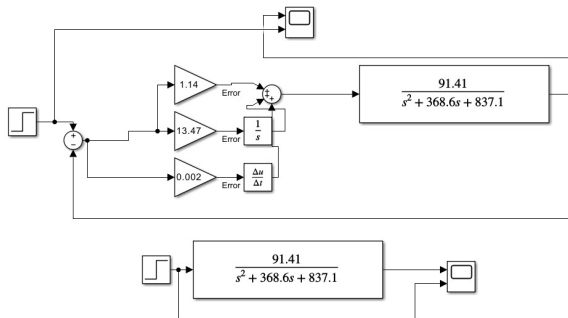 1.14
Error
+
+
+
91.41
s² + 368.6s + 837.1
+
−
13.47
Error
1
s
0.002
Error
Δu
Δt
91.41
s² + 368.6s + 837.1